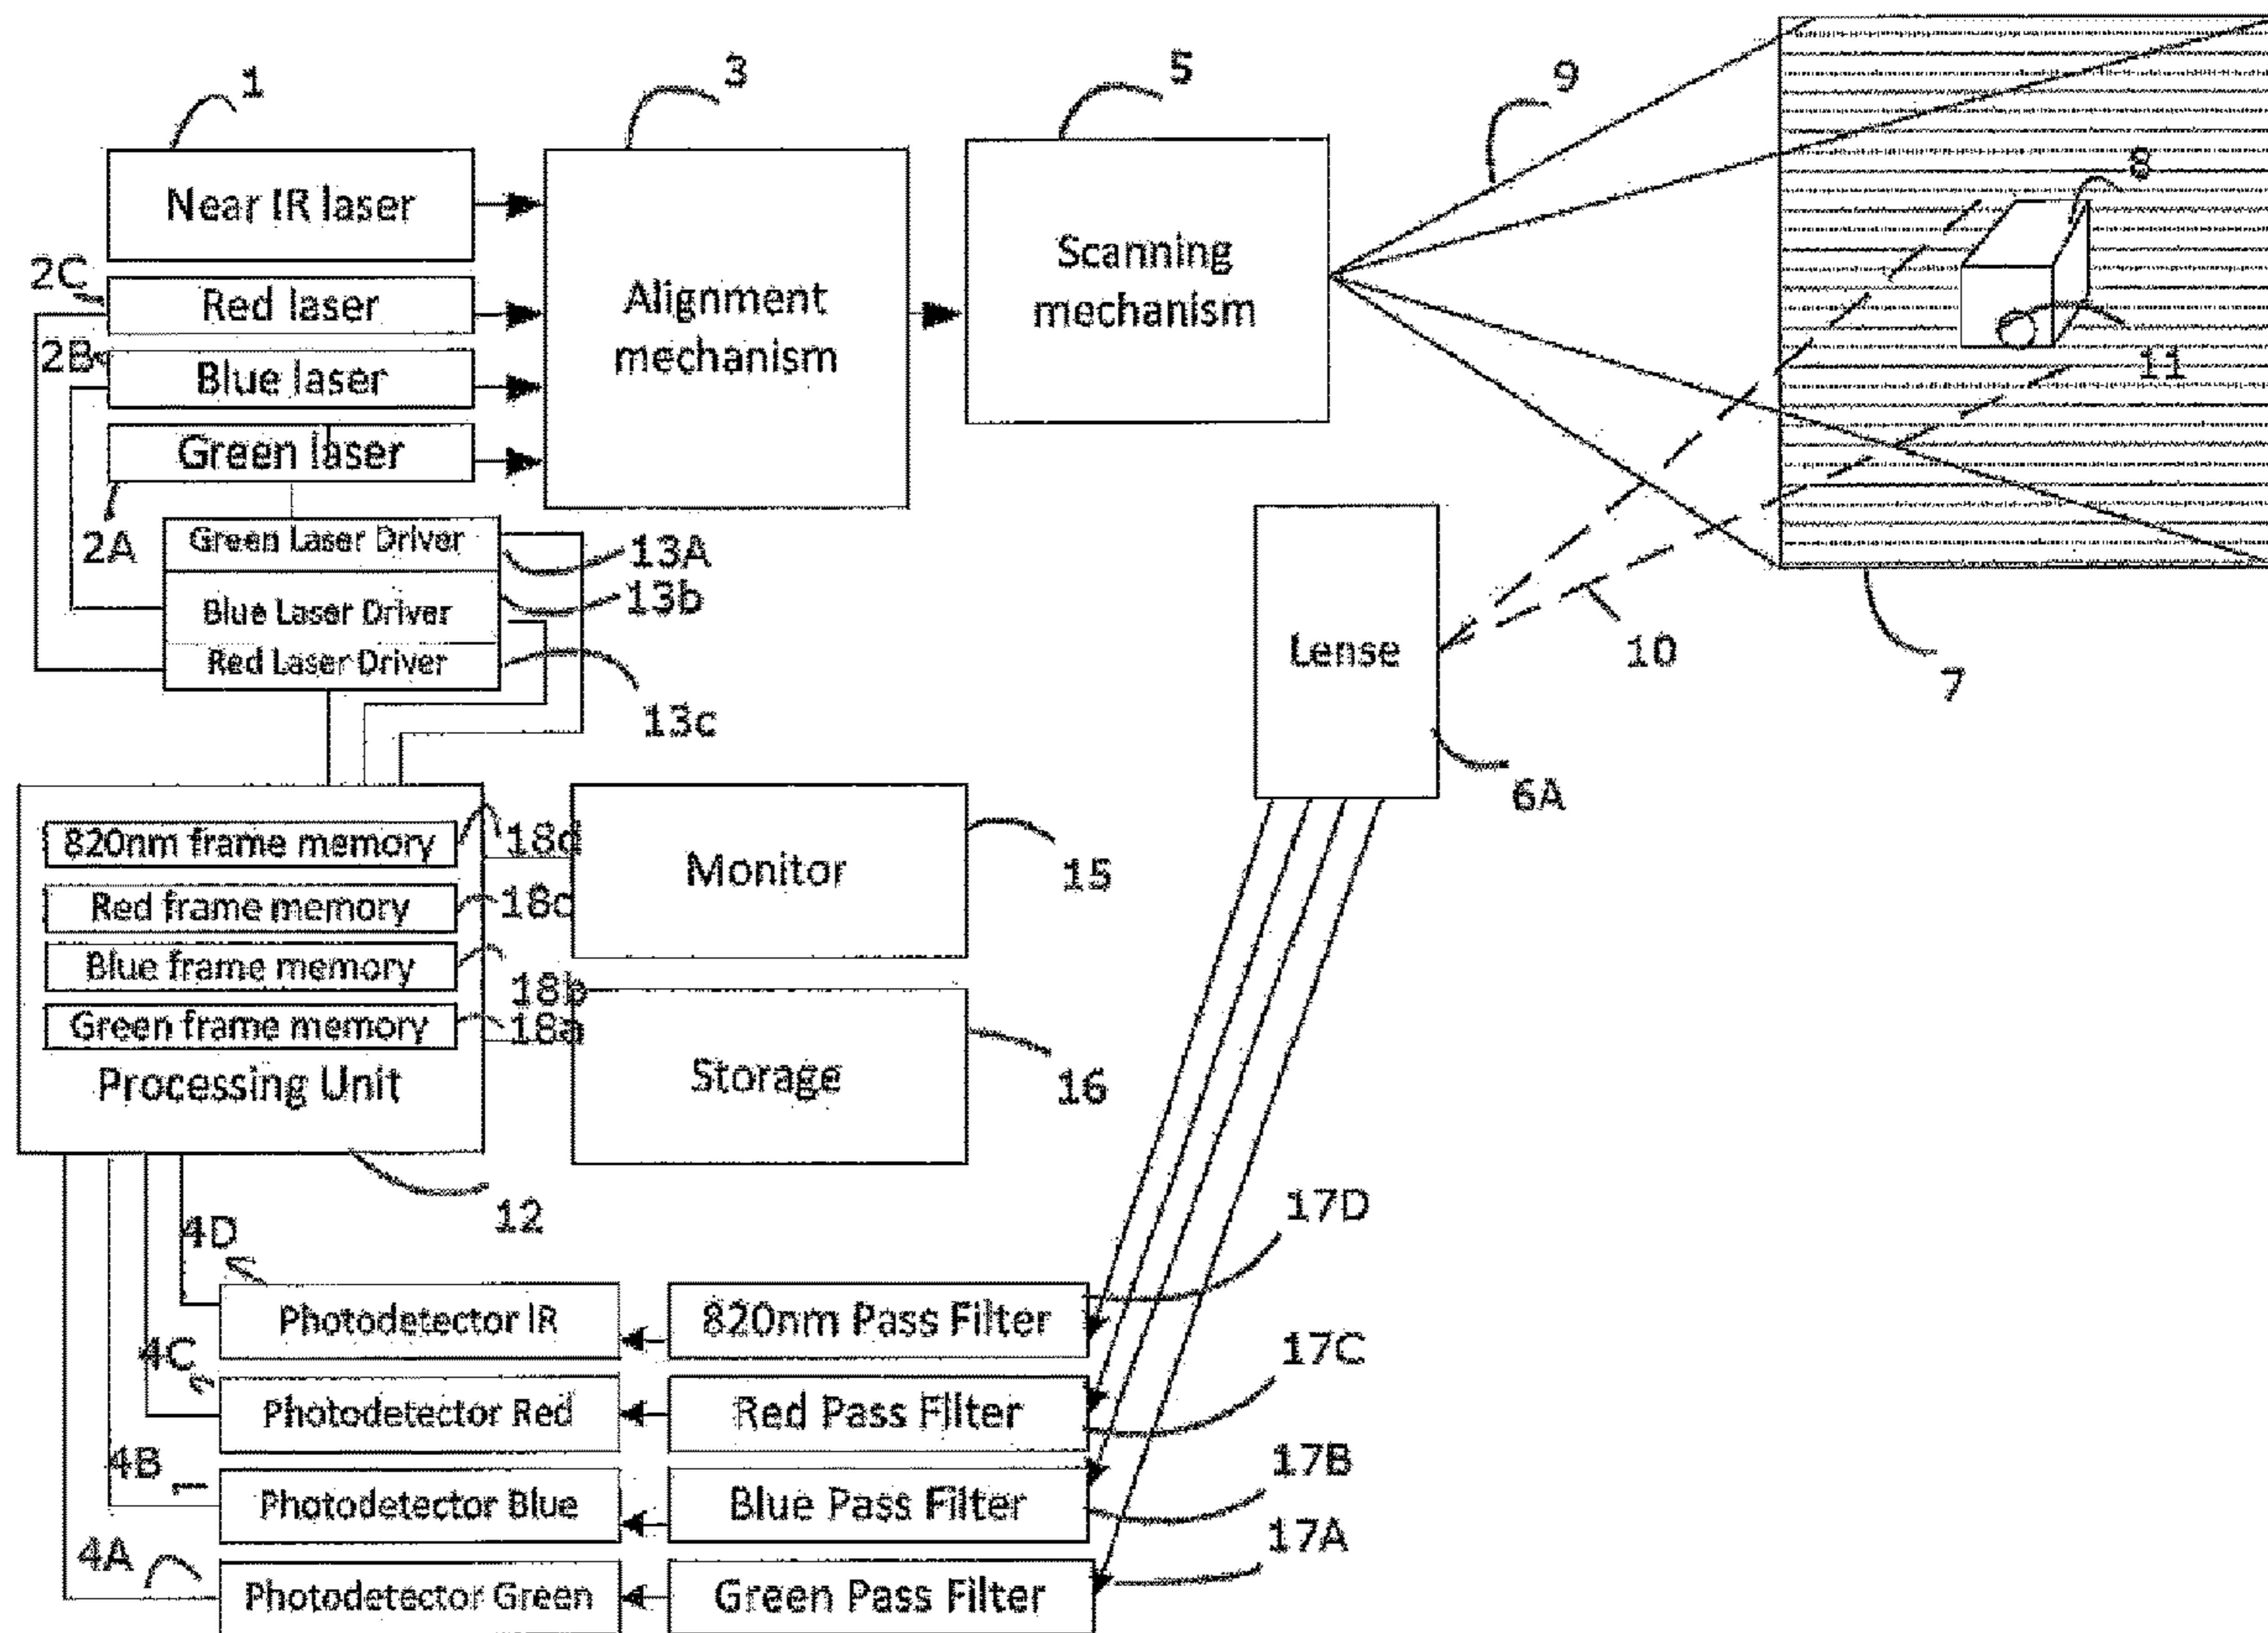 1
3
5
9
Near IR laser
2C
Red laser
2B
Blue laser
Green laser
2A
Alignment
mechanism
Scanning
mechanism
8
11
Green Laser Driver
13A
Blue Laser Driver
13b
Red Laser Driver
13c
Lense
10
7
6A
820nm frame memory
18d
Red frame memory
18c
Blue frame memory
18b
Green frame memory
18a
Processing Unit
Monitor
15
Storage
16
12
4D
Photodetector IR
820nm Pass Filter
17D
4C
Photodetector Red
Red Pass Filter
17C
4B
Photodetector Blue
Blue Pass Filter
17B
4A
Photodetector Green
Green Pass Filter
17A